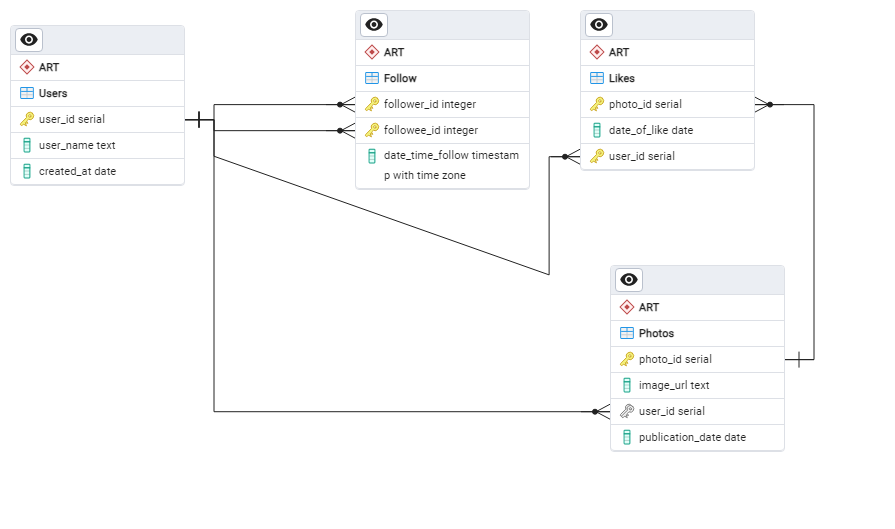 ART
Users
user_id serial
user_name text
created_at date
ART
Follow
follower_id integer
followee_id integer
date_time_follow timestam
p with time zone
ART
Likes
photo_id serial
date_of_like date
user_id serial
ART
Photos
photo_id serial
image_url text
user_id serial
publication_date date